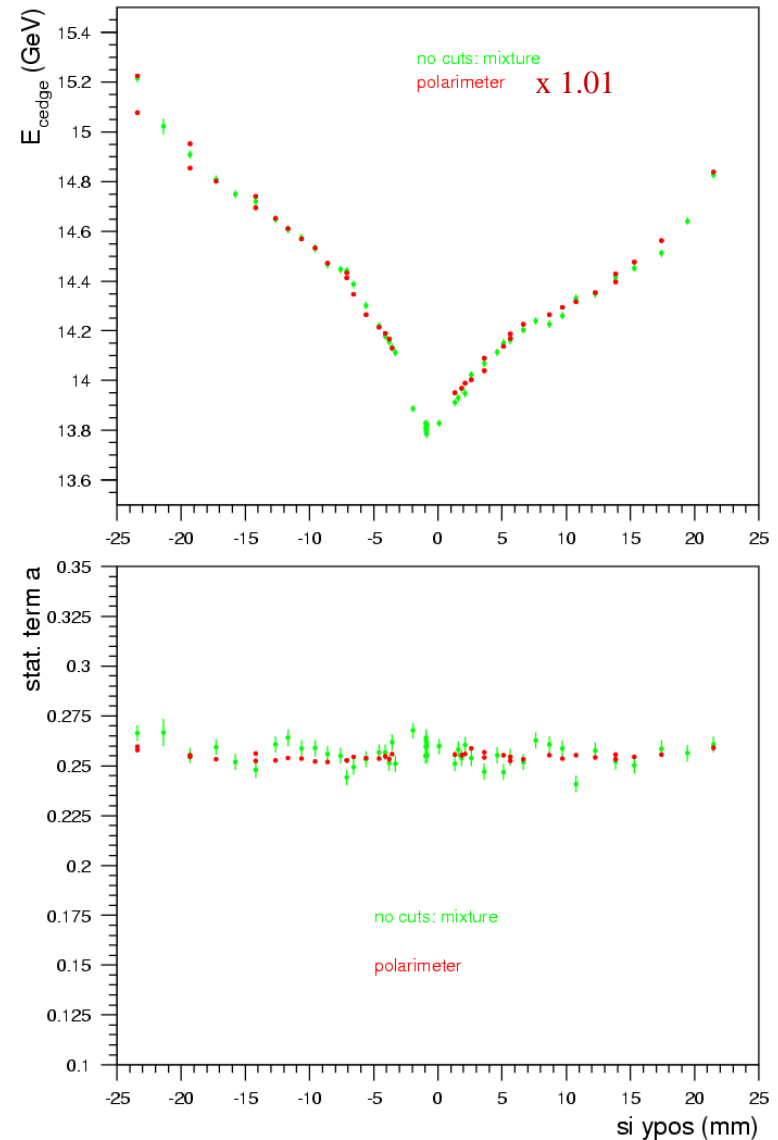 E_cedge (GeV)
15.4
15.2
15
14.8
14.6
14.4
14.2
14
13.8
13.6
no cuts: mixture
polarimeter x 1.01
-25 -20 -15 -10 -5 0 5 10 15 20 25
stat. term a
0.35
0.325
0.3
0.275
0.25
0.225
0.2
0.175
0.15
0.125
0.1
no cuts: mixture
polarimeter
-25 -20 -15 -10 -5 0 5 10 15 20 25
si ypos (mm)